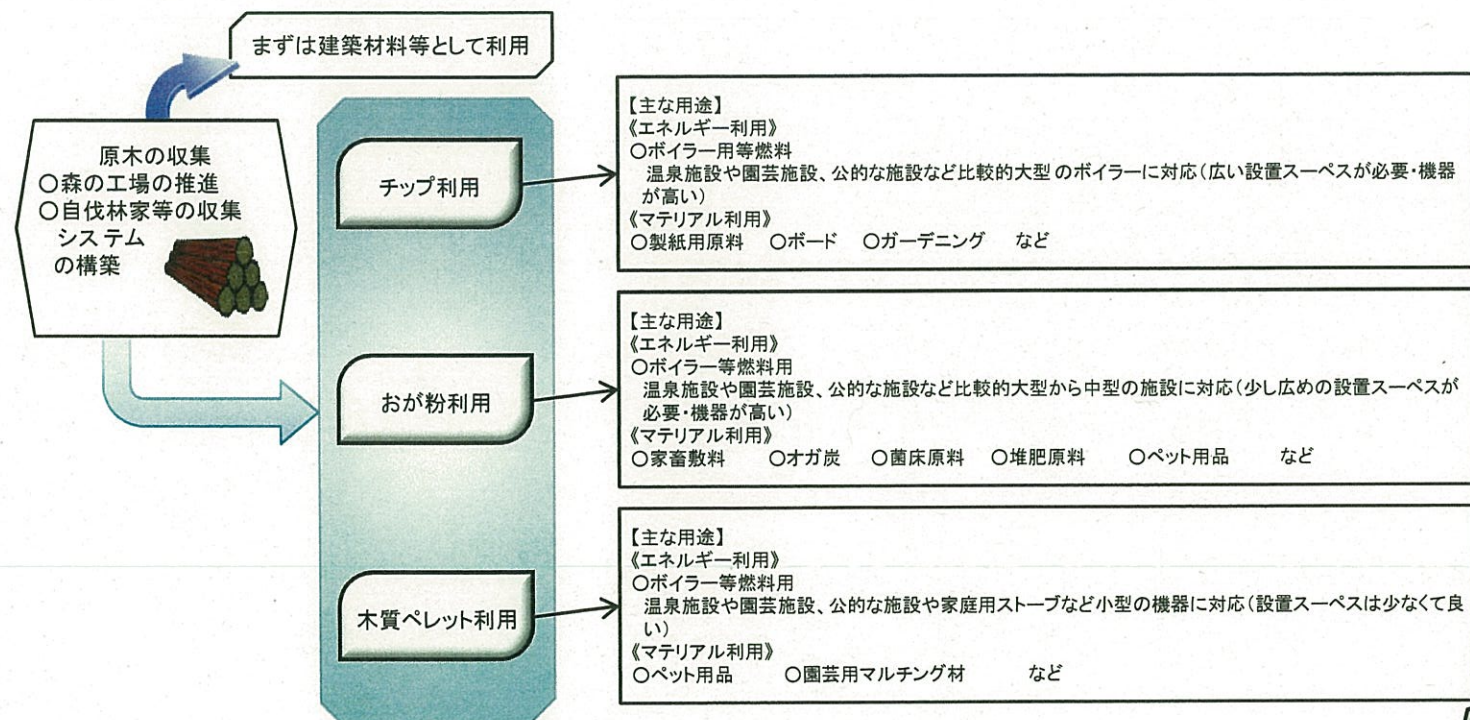 まずは建築材料等として利用
原木の収集
○森の工場の推進
○自伐林家等の収集
システム
の構築
チップ利用
【主な用途】
《エネルギー利用》
○ボイラー用等燃料
温泉施設や園芸施設、公的な施設など比較的大型のボイラーに対応(広い設置スーペスが必要・機器
が高い)
《マテリアル利用》
○製紙用原料 ○ボード ○ガーデニング など
おが粉利用
【主な用途】
《エネルギー利用》
○ボイラー等燃料用
温泉施設や園芸施設、公的な施設など比較的大型から中型の施設に対応(少し広めの設置スーペスが
必要・機器が高い)
《マテリアル利用》
○家畜敷料 ○オガ炭 ○菌床原料 ○堆肥原料 ○ペット用品 など
木質ペレット利用
【主な用途】
《エネルギー利用》
○ボイラー等燃料用
温泉施設や園芸施設、公的な施設や家庭用ストーブなど小型の機器に対応(設置スーペスは少なくて良
い)
《マテリアル利用》
○ペット用品 ○園芸用マルチング材 など